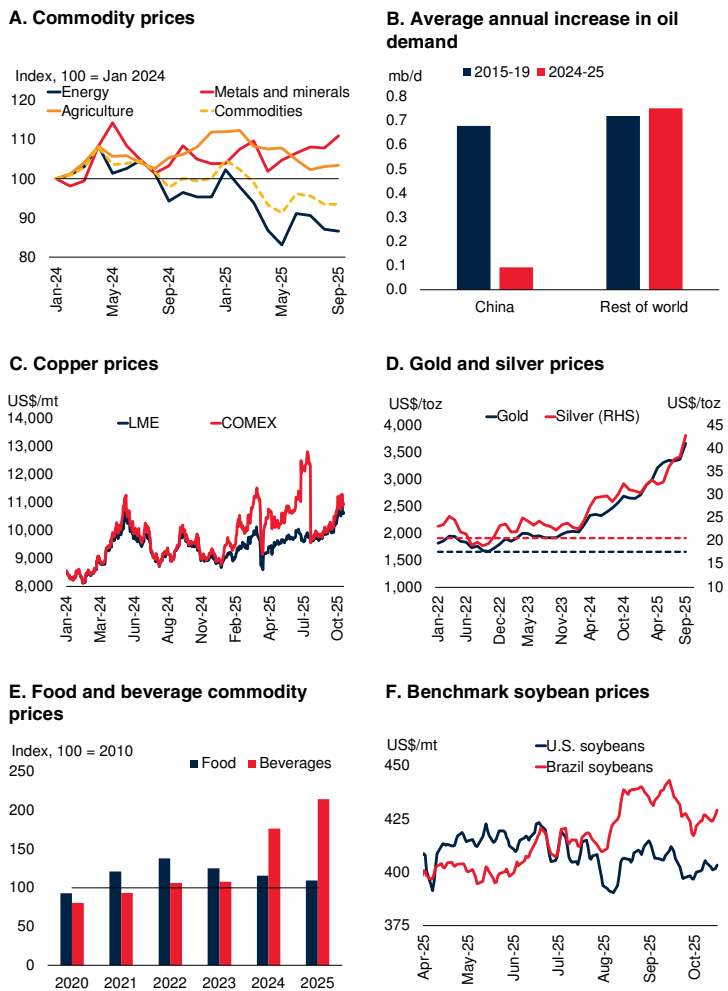 A. Commodity prices
Index, 100 = Jan 2024
Energy
Metals and minerals
Agriculture
Commodities
120
110
100
90
80
Jan-24
May-24
Sep-24
Jan-25
May-25
Sep-25
B. Average annual increase in oil
demand
mb/d
2015-19
2024-25
0.8
0.7
0.6
0.5
0.4
0.3
0.2
0.1
0.0
China
Rest of world
C. Copper prices
US$/mt
LME
COMEX
14,000
13,000
12,000
11,000
10,000
9,000
8,000
Jan-24
Mar-24
Jun-24
Aug-24
Nov-24
Feb-25
Apr-25
Jul-25
Oct-25
D. Gold and silver prices
US$/toz
US$/toz
Gold
Silver (RHS)
4,000
3,500
3,000
2,500
2,000
1,500
1,000
45
40
35
30
25
20
15
10
Jan-22
Jun-22
Dec-22
May-23
Nov-23
Apr-24
Oct-24
Apr-25
Sep-25
E. Food and beverage commodity
prices
Index, 100 = 2010
Food
Beverages
250
200
150
100
50
0
2020
2021
2022
2023
2024
2025
F. Benchmark soybean prices
US$/mt
U.S. soybeans
Brazil soybeans
450
425
400
375
Apr-25
May-25
Jun-25
Jul-25
Aug-25
Sep-25
Oct-25